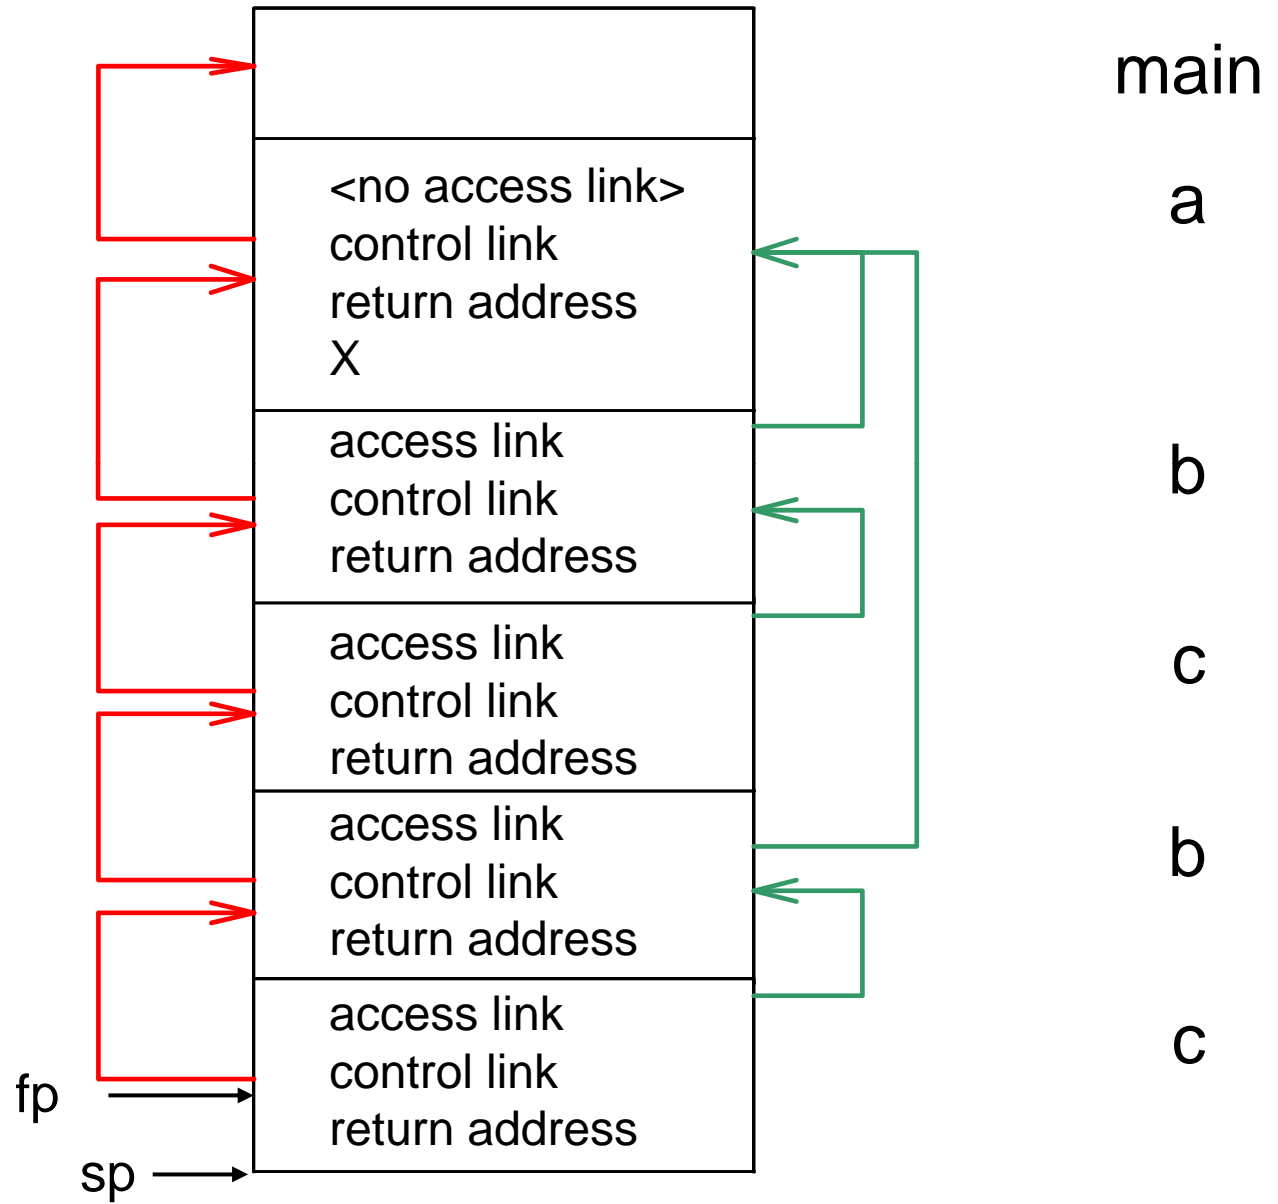 main
<no access link>
a
control link
return address
X
access link
control link
b
return address
access link
c
control link
return address
access link
b
control link
return address
access link
c
control link
fp
return address
sp